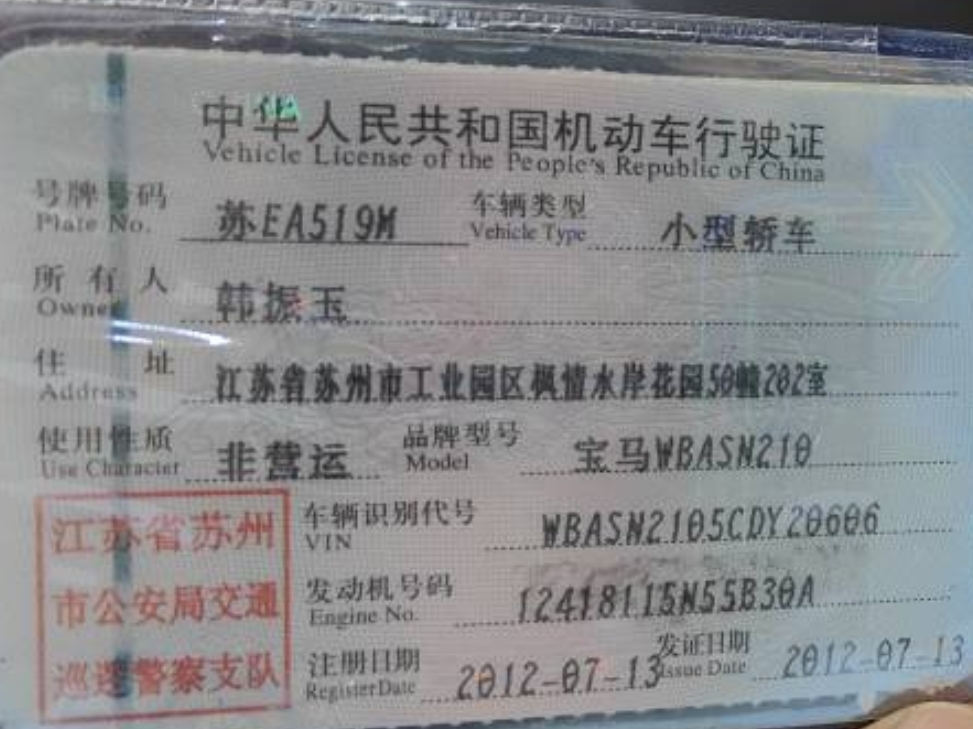 中华人民共和国机动车行驶证
Vehicle License of the People's Republic of China
号牌号码 苏EA519M 车辆类型 小型轿车
Plate No. Vehicle Type
所有人 韩振玉
Owner
住址 江苏省苏州市工业园区枫情水岸花园50幢202室
Address
使用性质 非营运 品牌型号 宝马WBASN210
Use Character Model
车辆识别代号 WBASN2105CDY20606
VIN
发动机号码 12418115N55B30A
Engine No.
注册日期 2012-07-13 发证日期 2012-07-13
RegisterDate Issue Date
江苏省苏州
市公安局交通
巡逻警察支队